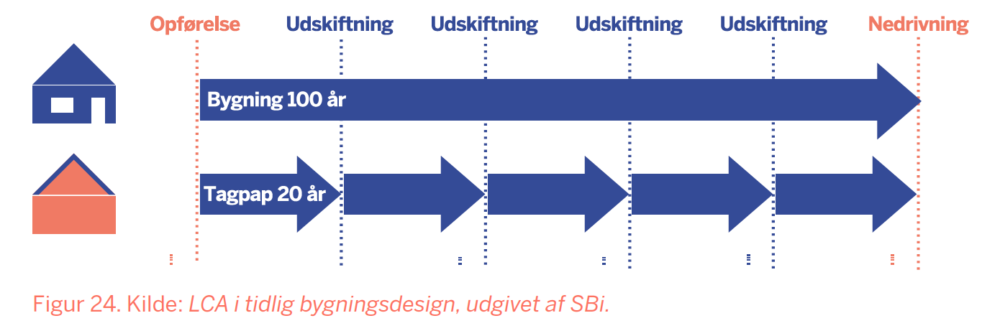 Opførelse Udskiftning Udskiftning Udskiftning Udskiftning Nedrivning
Bygning 100 år
Tagpap 20 år
Figur 24. Kilde: LCA i tidlig bygningsdesign, udgivet af SBi.